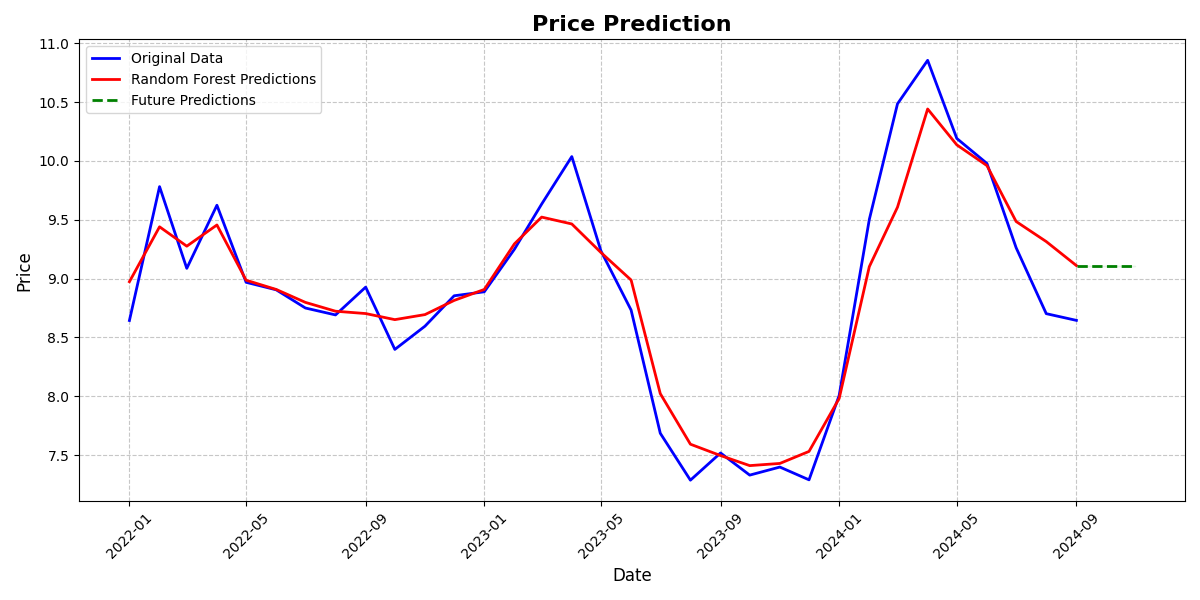 Price Prediction
Original Data
Random Forest Predictions
Future Predictions
Price
11.0
10.5
10.0
9.5
9.0
8.5
8.0
7.5
2022-01
2022-05
2022-09
2023-01
2023-05
2023-09
2024-01
2024-05
2024-09
Date